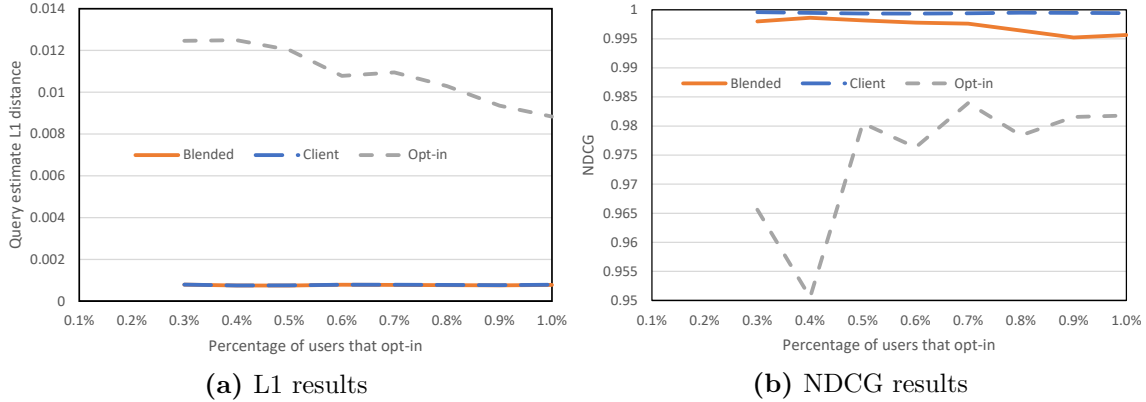 0.014
0.012
0.01
0.008
0.006
0.004
0.002
0
Query estimate L1 distance
Blended Client Opt-in
0.1% 0.2% 0.3% 0.4% 0.5% 0.6% 0.7% 0.8% 0.9% 1.0%
Percentage of users that opt-in
(a) L1 results
1
0.995
0.99
0.985
0.98
0.975
0.97
0.965
0.96
0.955
0.95
NDCG
Blended Client Opt-in
0.1% 0.2% 0.3% 0.4% 0.5% 0.6% 0.7% 0.8% 0.9% 1.0%
Percentage of users that opt-in
(b) NDCG results